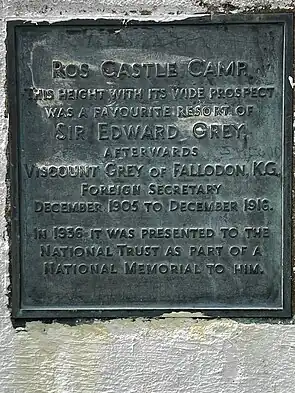 Ros Castle Camp
This height with its wide prospect
was a favourite resort of
Sir Edward Grey,
afterwards
Viscount Grey of Fallodon, K.G.
Foreign Secretary
December 1905 to December 1916.
In 1936 it was presented to the
National Trust as part of a
National Memorial to him.